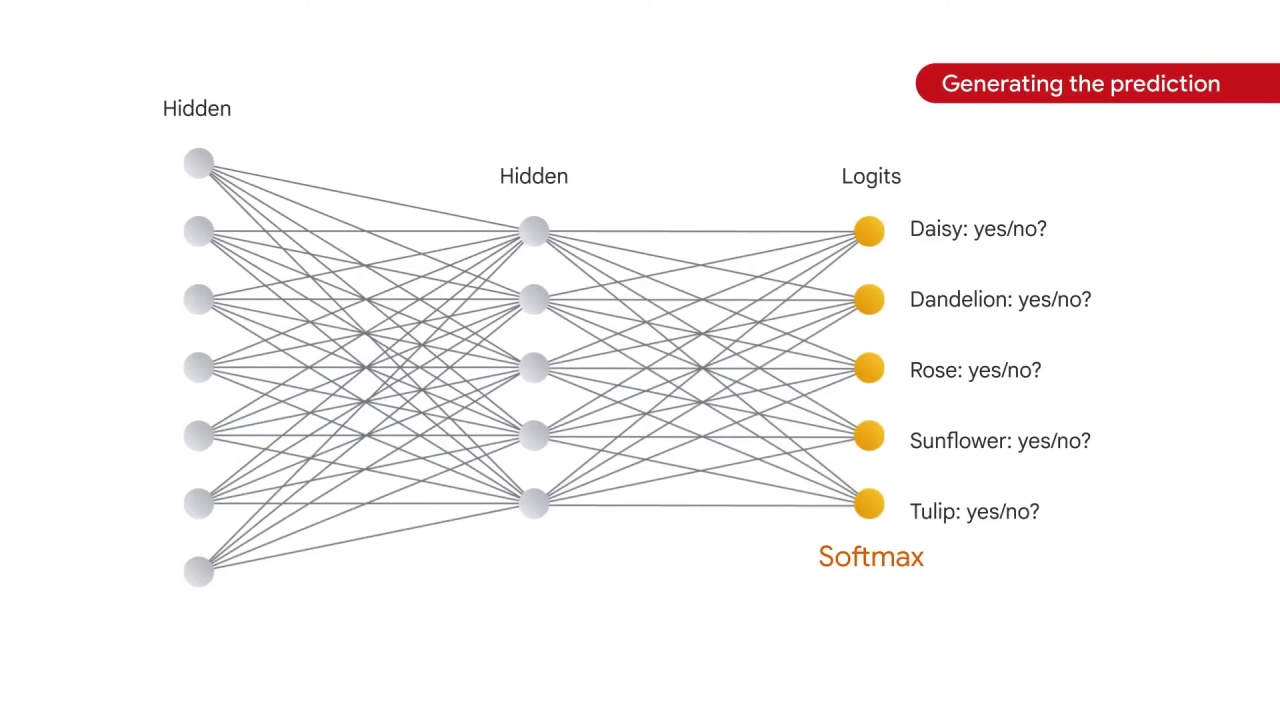 Generating the prediction
Hidden
Hidden
Logits
Daisy: yes/no?
Dandelion: yes/no?
Rose: yes/no?
Sunflower: yes/no?
Tulip: yes/no?
Softmax